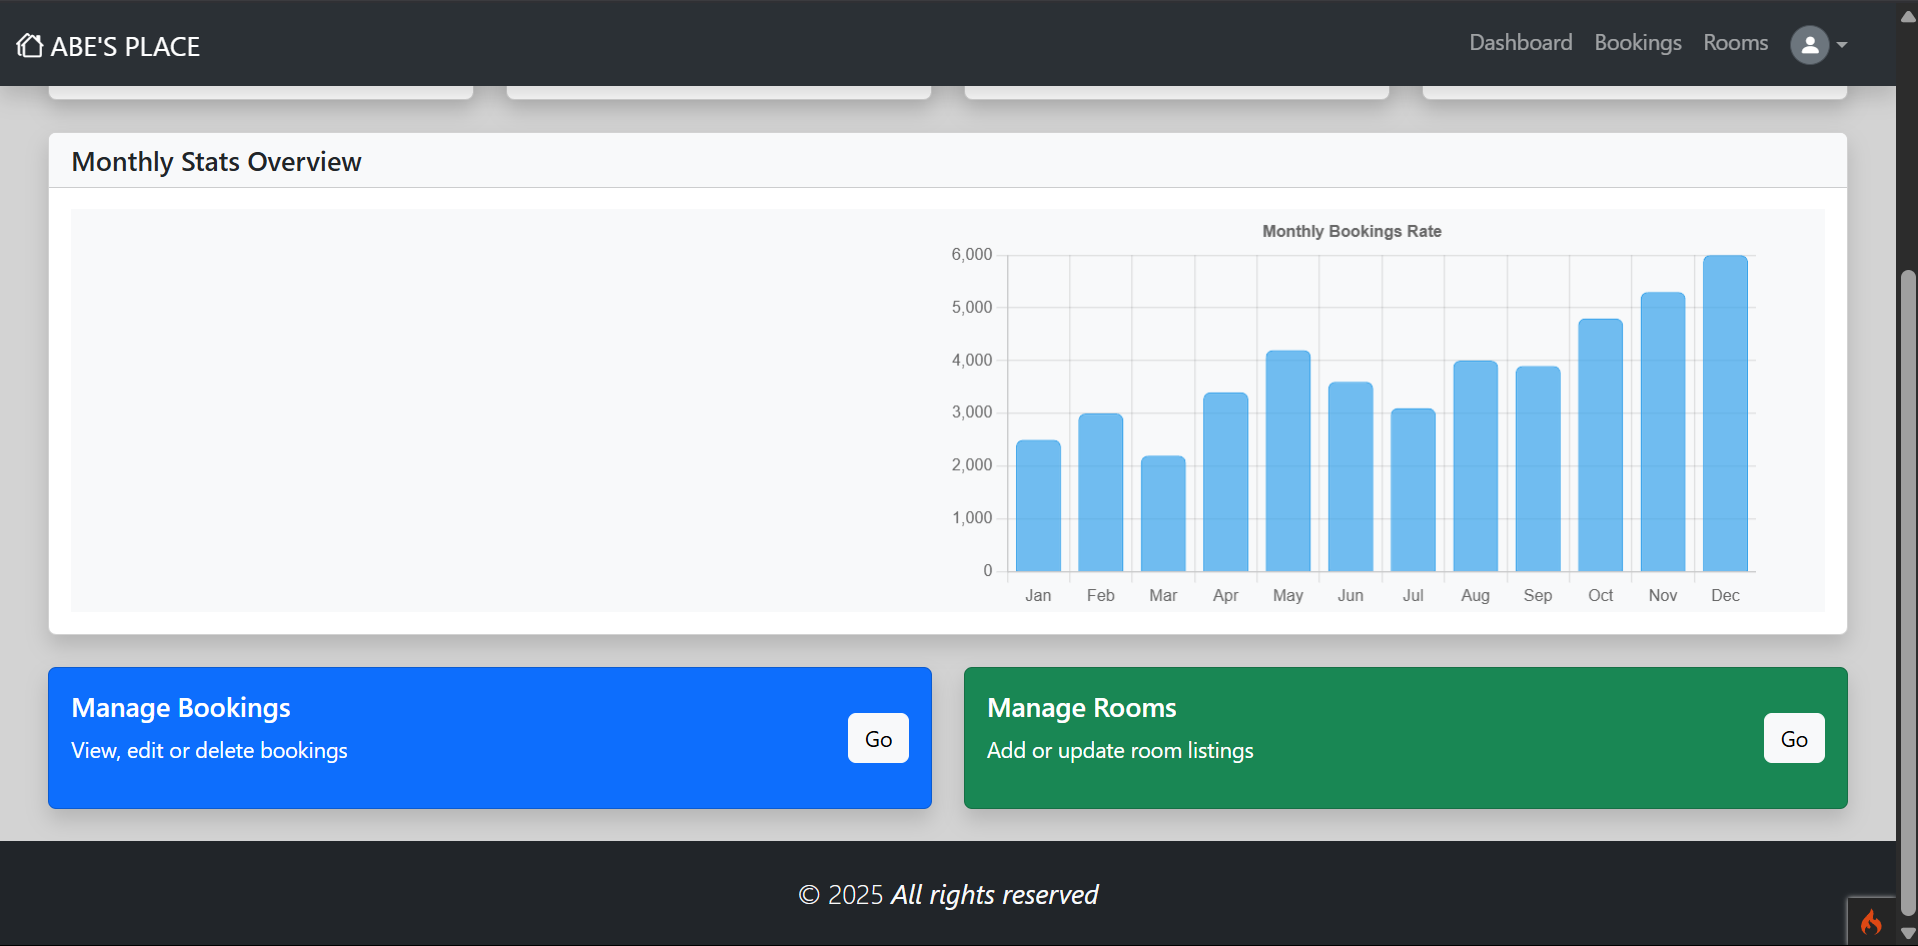 ABE'S PLACE
Dashboard Bookings Rooms
Monthly Stats Overview
Monthly Bookings Rate
6,000
5,000
4,000
3,000
2,000
1,000
0
Jan Feb Mar Apr May Jun Jul Aug Sep Oct Nov Dec
Manage Bookings
View, edit or delete bookings
Go
Manage Rooms
Add or update room listings
Go
© 2025 All rights reserved